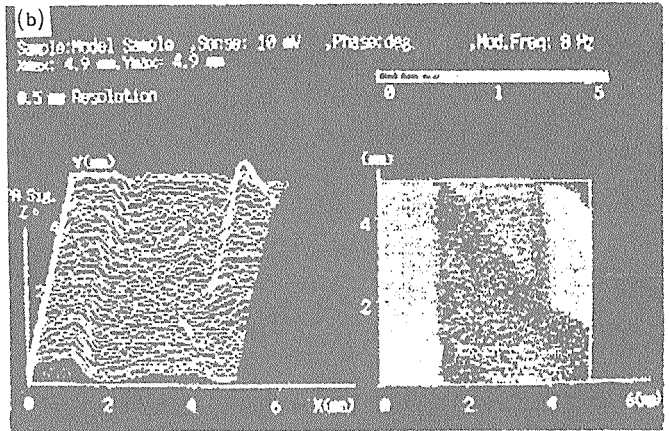 (b)
Sample:Model Sample ,Sense: 10 mV ,Phase:deg. ,Mod.Freq: 8 Hz
Xmax: 4.9 mm,Ymax: 4.9 mm
0.5 mm Resolution
0 1 5
Y(mm)
(mm)
PA Sig.
4
2
0 2 4 6 X(mm)
0 2 4 6(mm)